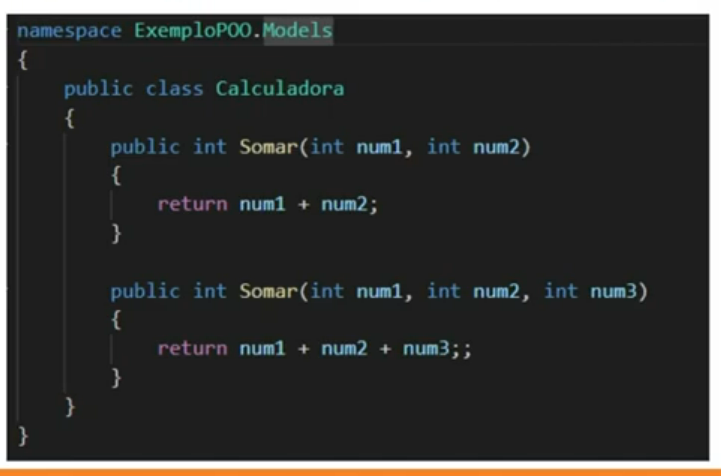 namespace ExemploPOO.Models
{
    public class Calculadora
    {
        public int Somar(int num1, int num2)
        {
            return num1 + num2;
        }

        public int Somar(int num1, int num2, int num3)
        {
            return num1 + num2 + num3;;
        }
    }
}